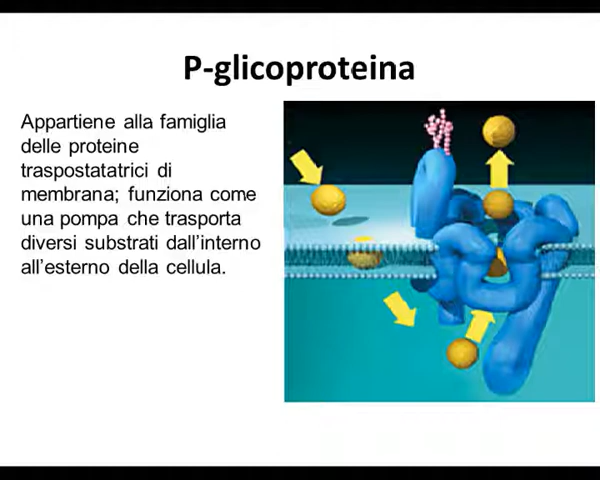 P-glicoproteina
Appartiene alla famiglia
delle proteine
traspostatatrici di
membrana; funziona come
una pompa che trasporta
diversi substrati dall’interno
all’esterno della cellula.